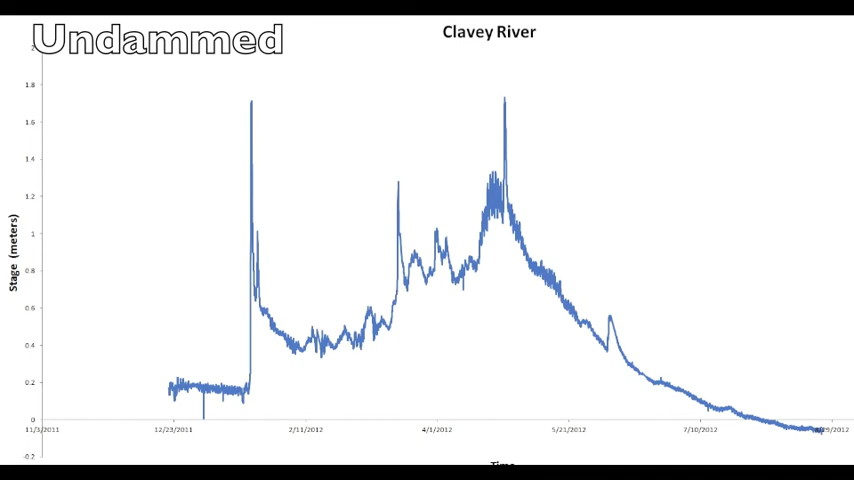 Undammed
Clavey River
2
1.8
1.6
1.4
1.2
1
0.8
0.6
0.4
0.2
0
-0.2
Stage (meters)
11/3/2011 12/23/2011 2/11/2012 4/1/2012 5/21/2012 7/10/2012 8/29/2012
Time